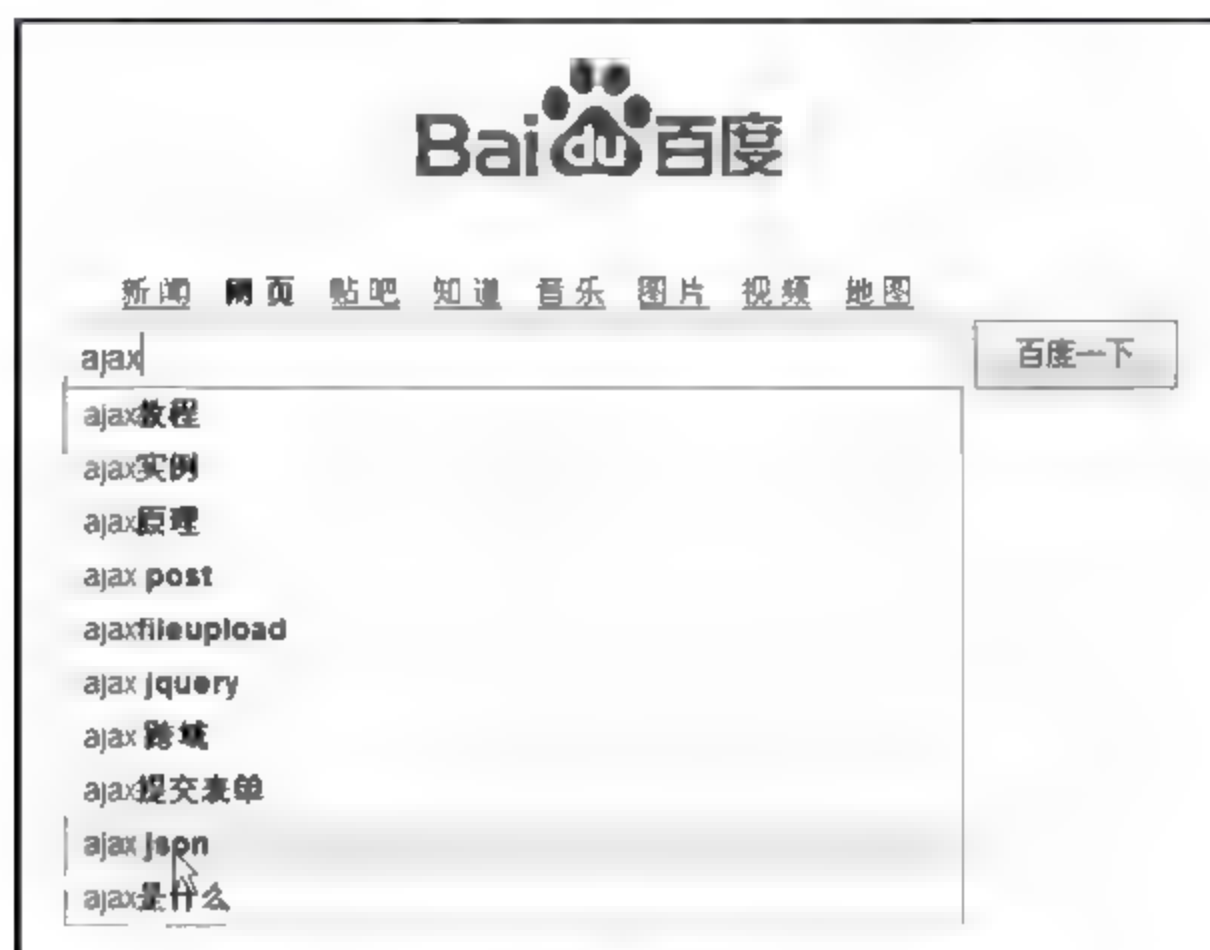 Bai du 百度
新闻 网页 贴吧 知道 音乐 图片 视频 地图
ajax 百度一下
ajax教程
ajax实例
ajax原理
ajax post
ajaxfileupload
ajax jquery
ajax 跨域
ajax提交表单
ajax json
ajax是什么